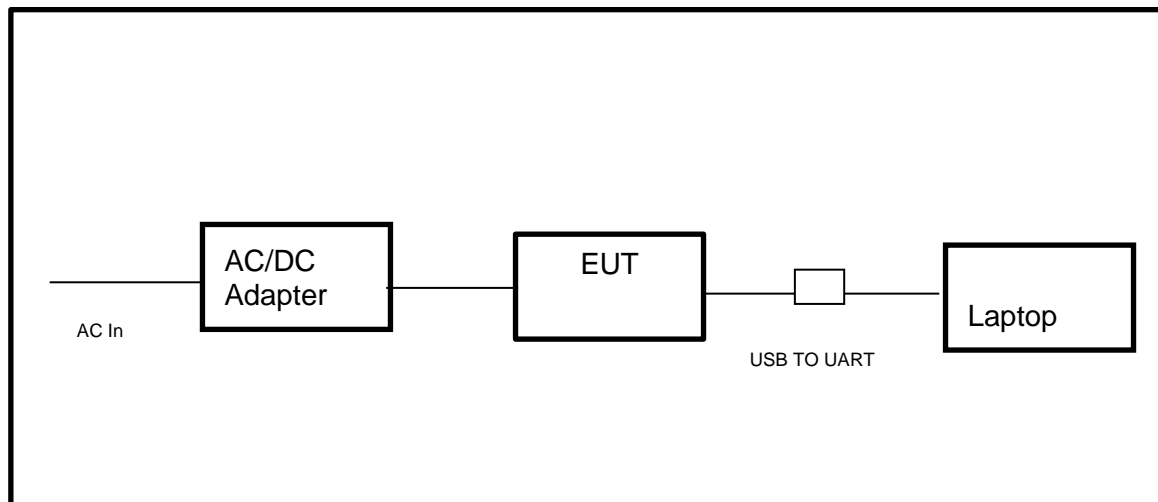 AC/DC
Adapter
EUT
Laptop
AC In
USB TO UART